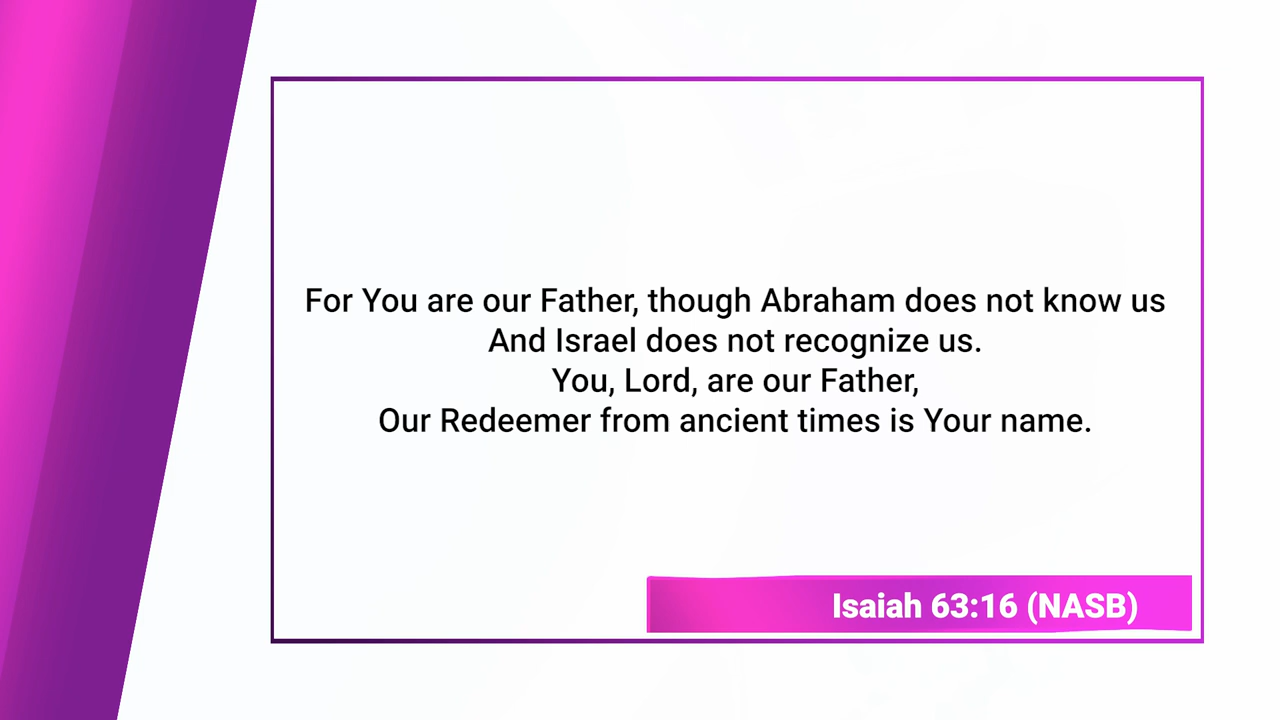 For You are our Father, though Abraham does not know us
And Israel does not recognize us.
You, Lord, are our Father,
Our Redeemer from ancient times is Your name.
Isaiah 63:16 (NASB)